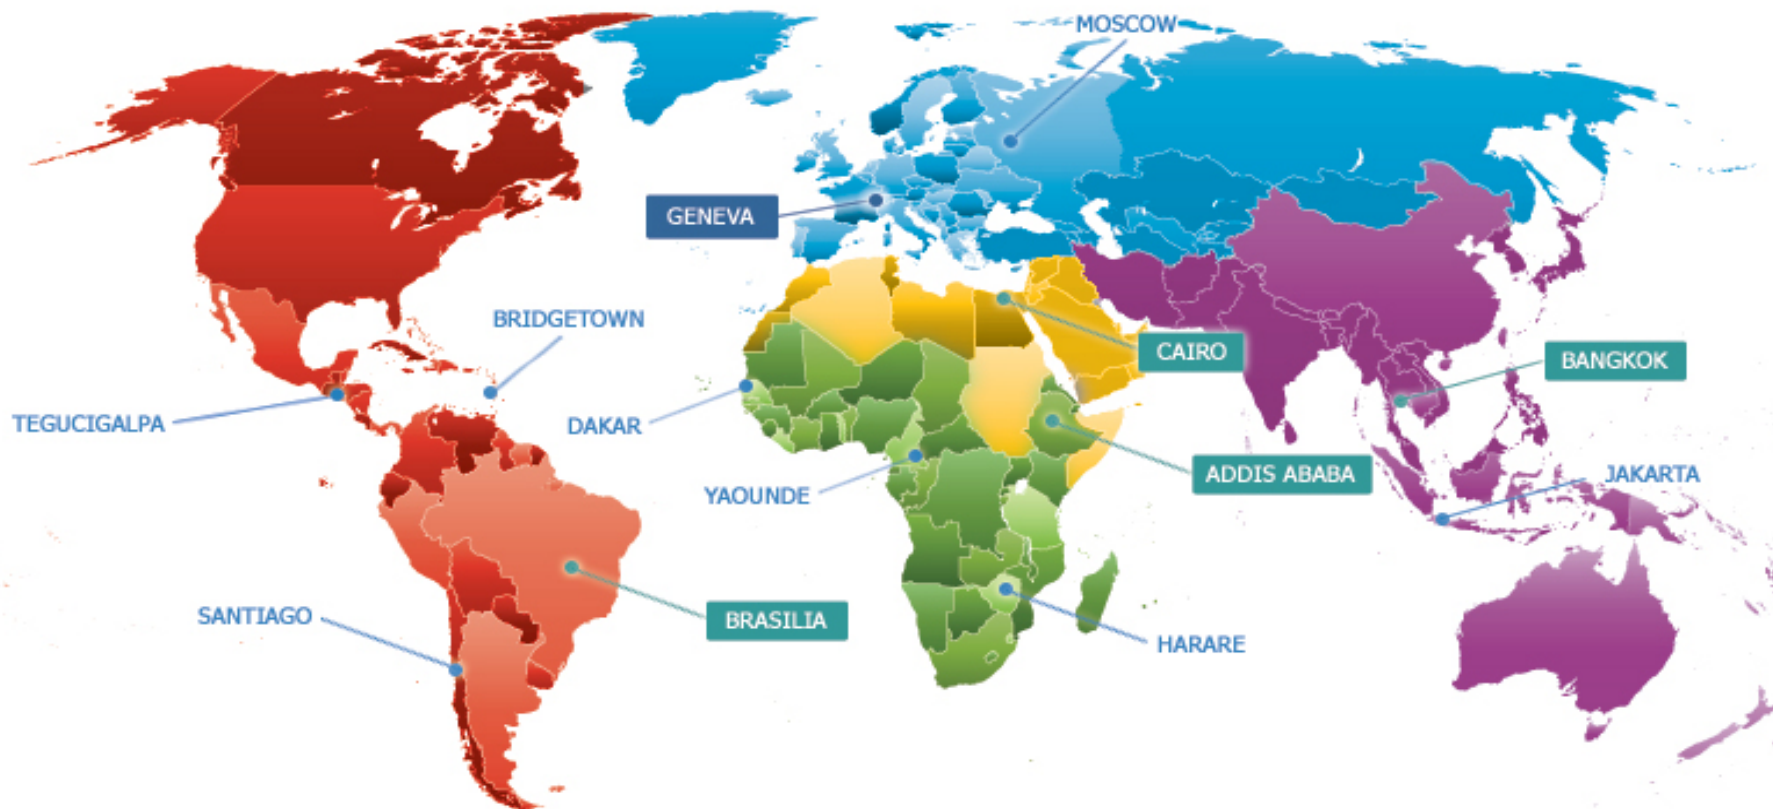 MOSCOW
GENEVA
BRIDGETOWN
CAIRO
BANGKOK
TEGUCIGALPA
DAKAR
ADDIS ABABA
JAKARTA
YAOUNDE
SANTIAGO
BRASILIA
HARARE